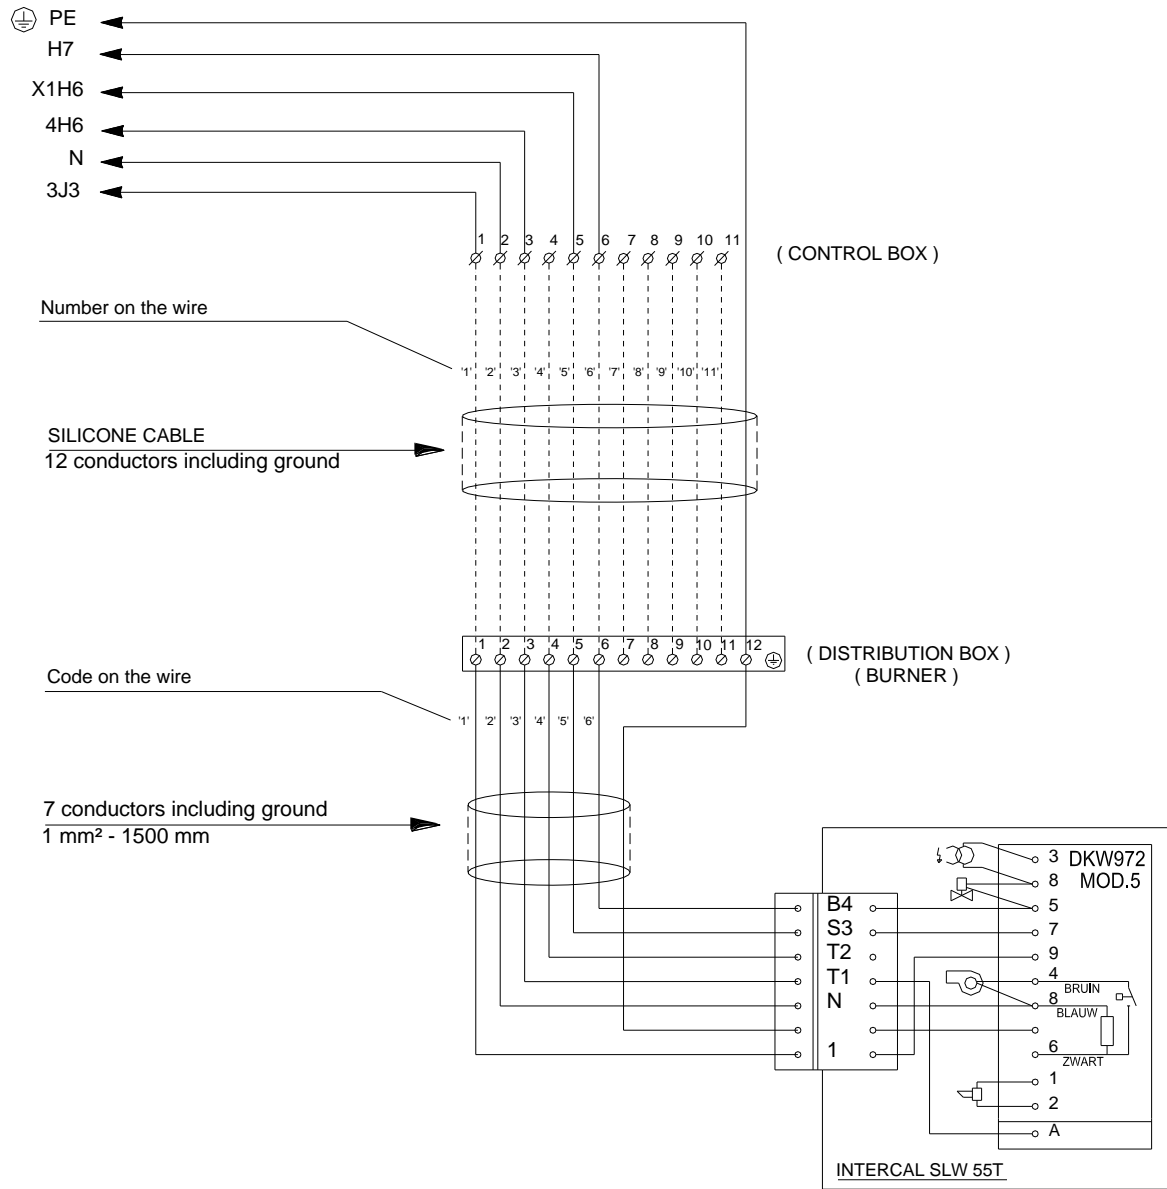 PE
H7
X1H6
4H6
N
3J3
1 2 3 4 5 6 7 8 9 10 11
( CONTROL BOX )
Number on the wire
'1' '2' '3' '4' '5' '6' '7' '8' '9' '10' '11'
SILICONE CABLE
12 conductors including ground
1 2 3 4 5 6 7 8 9 10 11 12
( DISTRIBUTION BOX )
( BURNER )
Code on the wire
'1' '2' '3' '4' '5' '6'
7 conductors including ground
1 mm² - 1500 mm
3 DKW972
8 MOD.5
B4 5
S3 7
T2 9
T1 4
BRUIN
N 8
BLAUW
1 6
ZWART
1
2
A
INTERCAL SLW 55T